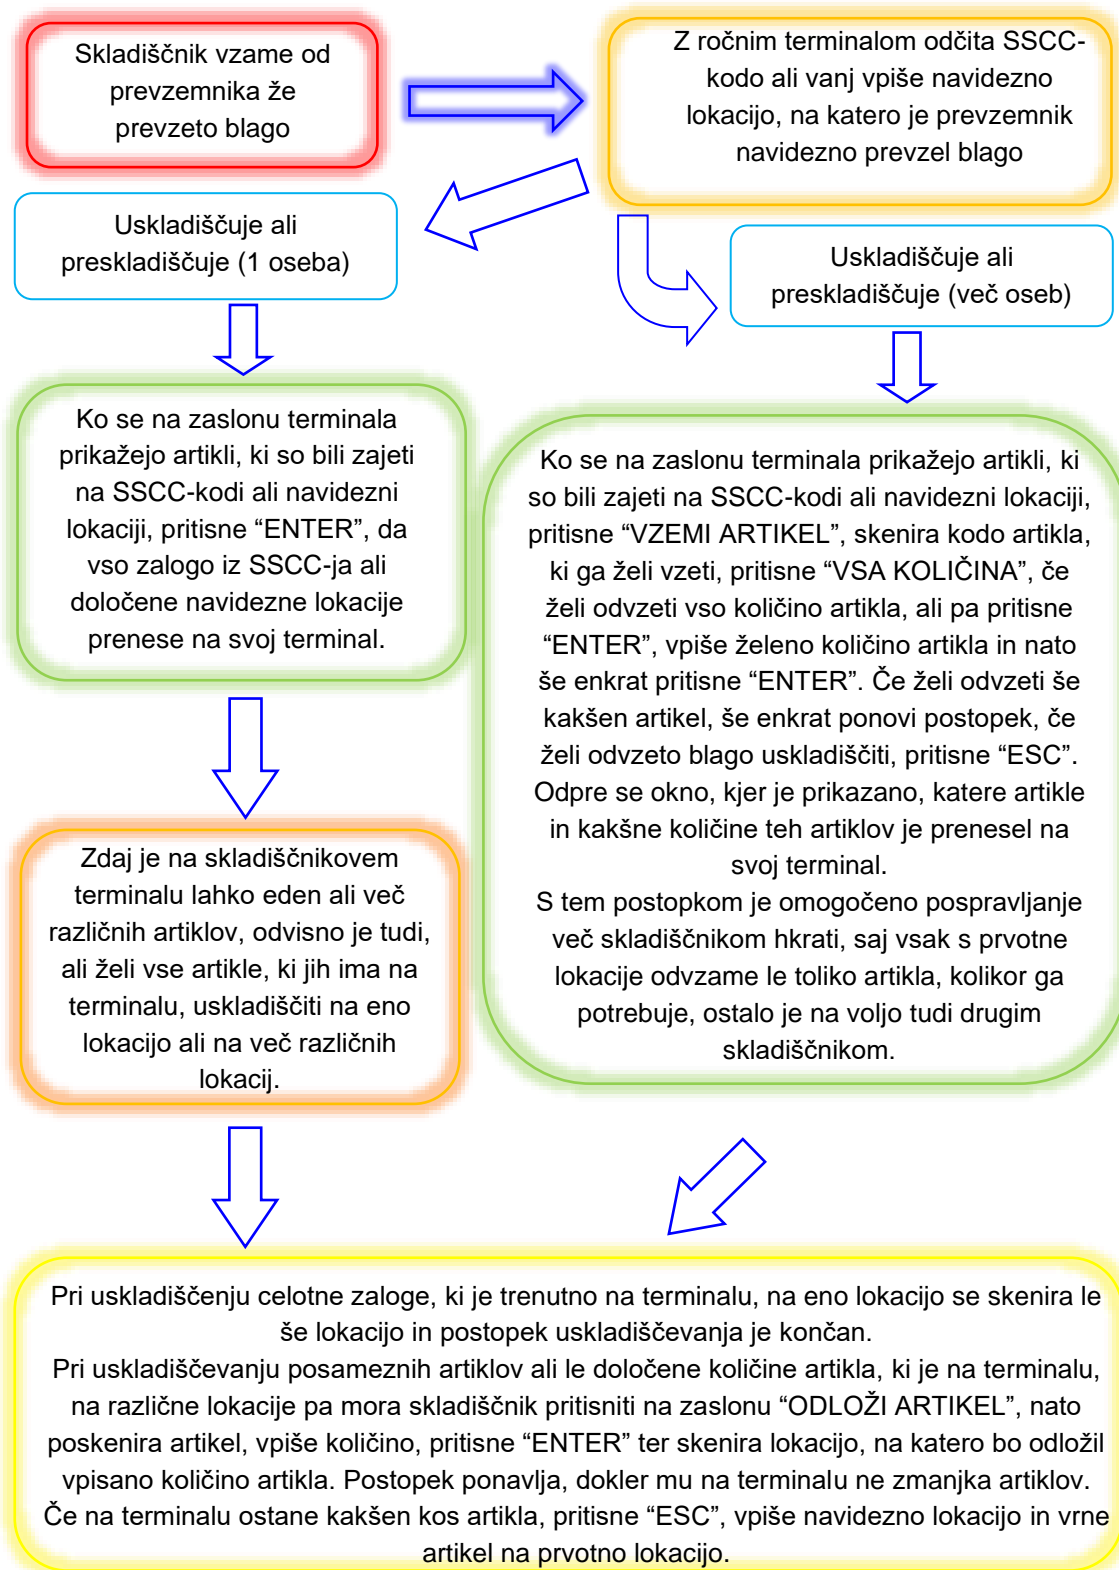 Skladiščnik vzame od
prevzemnika že
prevzeto blago
Z ročnim terminalom odčita SSCC-
kodo ali vanj vpiše navidezno
lokacijo, na katero je prevzemnik
navidezno prevzel blago
Uskladiščuje ali
preskladiščuje (1 oseba)
Uskladiščuje ali
preskladiščuje (več oseb)
Ko se na zaslonu terminala
prikažejo artikli, ki so bili zajeti
na SSCC-kodi ali navidezni
lokaciji, pritisne “ENTER”, da
vso zalogo iz SSCC-ja ali
določene navidezne lokacije
prenese na svoj terminal.
Ko se na zaslonu terminala prikažejo artikli, ki
so bili zajeti na SSCC-kodi ali navidezni lokaciji,
pritisne “VZEMI ARTIKEL”, skenira kodo artikla,
ki ga želi vzeti, pritisne “VSA KOLIČINA”, če
želi odvzeti vso količino artikla, ali pa pritisne
“ENTER”, vpiše želeno količino artikla in nato
še enkrat pritisne “ENTER”. Če želi odvzeti še
kakšen artikel, še enkrat ponovi postopek, če
želi odvzeto blago uskladiščiti, pritisne “ESC”.
Odpre se okno, kjer je prikazano, katere artikle
in kakšne količine teh artiklov je prenesel na
svoj terminal.
S tem postopkom je omogočeno pospravljanje
več skladiščnikom hkrati, saj vsak s prvotne
lokacije odvzame le toliko artikla, kolikor ga
potrebuje, ostalo je na voljo tudi drugim
skladiščnikom.
Zdaj je na skladiščnikovem
terminalu lahko eden ali več
različnih artiklov, odvisno je tudi,
ali želi vse artikle, ki jih ima na
terminalu, uskladiščiti na eno
lokacijo ali na več različnih
lokacij.
Pri uskladiščenju celotne zaloge, ki je trenutno na terminalu, na eno lokacijo se skenira le
še lokacijo in postopek uskladiščevanja je končan.
Pri uskladiščevanju posameznih artiklov ali le določene količine artikla, ki je na terminalu,
na različne lokacije pa mora skladiščnik pritisniti na zaslonu “ODLOŽI ARTIKEL”, nato
poskenira artikel, vpiše količino, pritisne “ENTER” ter skenira lokacijo, na katero bo odložil
vpisano količino artikla. Postopek ponavlja, dokler mu na terminalu ne zmanjka artiklov.
Če na terminalu ostane kakšen kos artikla, pritisne “ESC”, vpiše navidezno lokacijo in vrne
artikel na prvotno lokacijo.